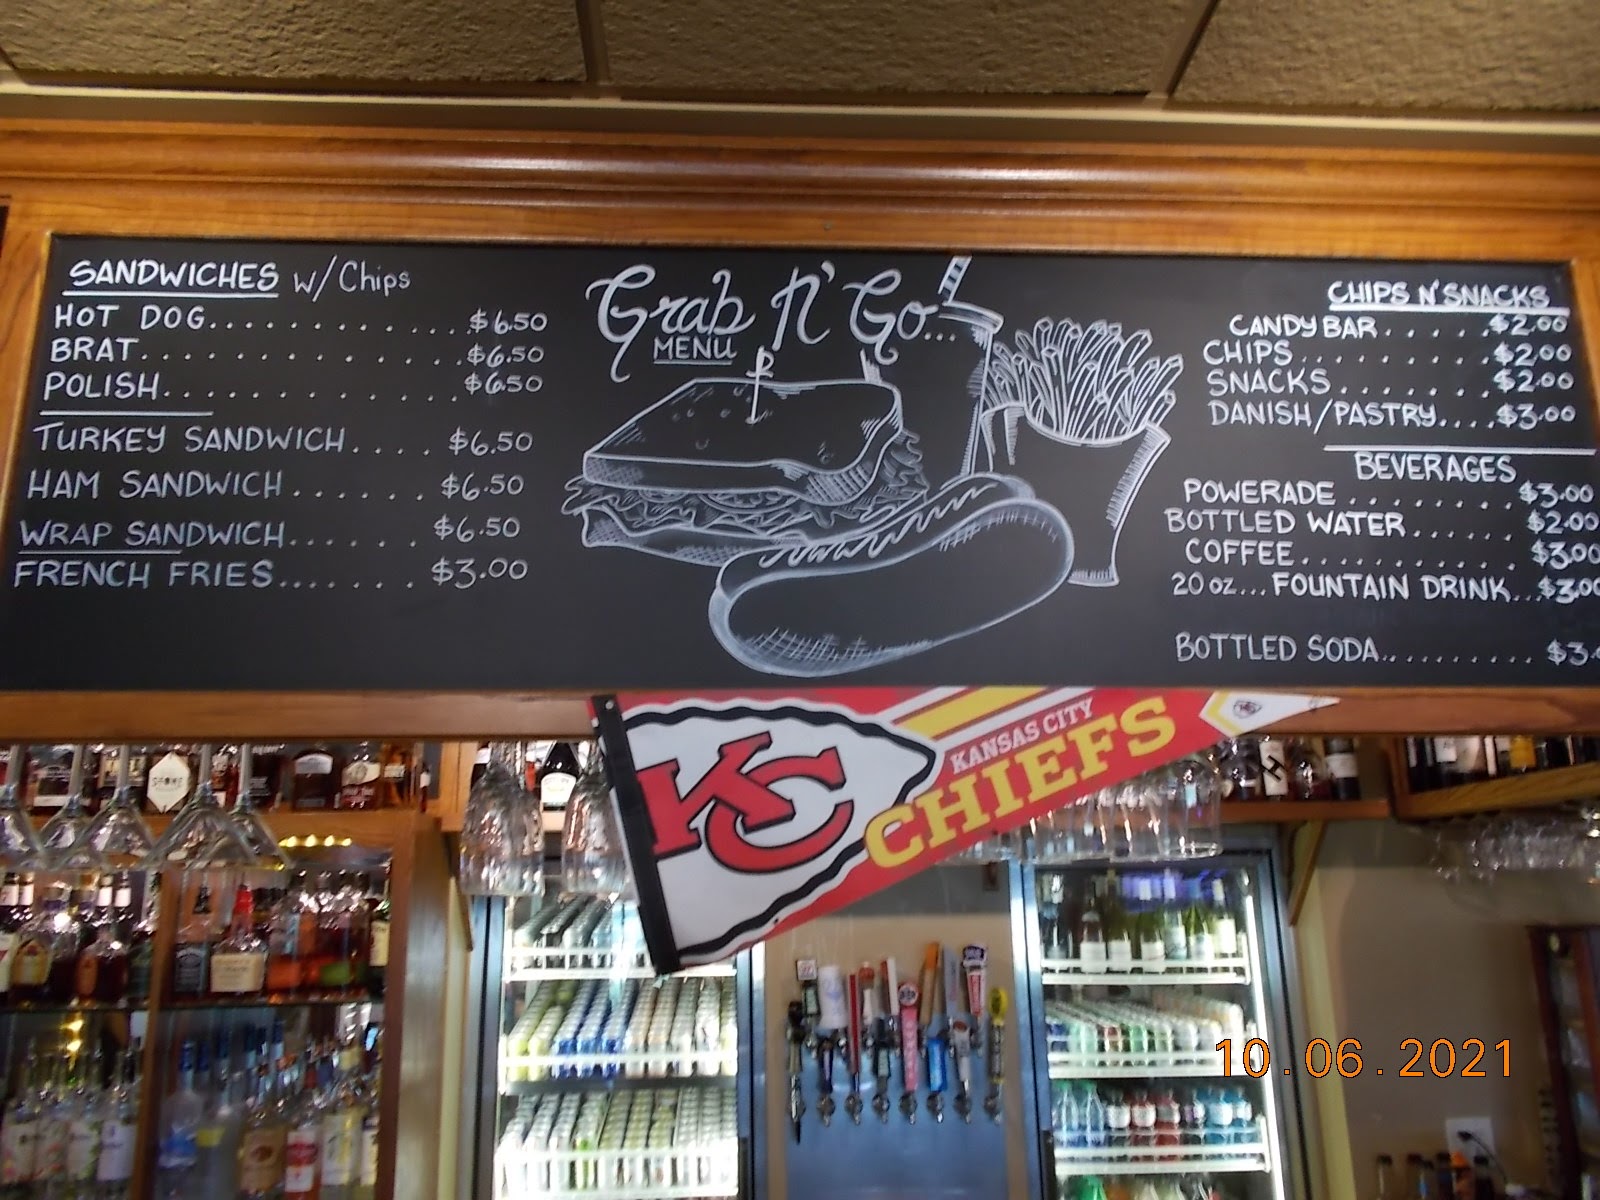 SANDWICHES w/Chips
HOT DOG............. $6.50
BRAT............... $6.50
POLISH.............. $6.50
TURKEY SANDWICH.... $6.50
HAM SANDWICH...... $6.50
WRAP SANDWICH...... $6.50
FRENCH FRIES....... $3.00
Grab n' Go...
MENU
CHIPS N' SNACKS
CANDY BAR......$2.00
CHIPS.......... $2.00
SNACKS....... $2.00
DANISH/PASTRY....$3.00
BEVERAGES
POWERADE......... $3.00
BOTTLED WATER...... $2.00
COFFEE........... $3.00
20 oz...FOUNTAIN DRINK...$3.00
BOTTLED SODA.......... $3.
KC
KANSAS CITY
CHIEFS
10.06.2021